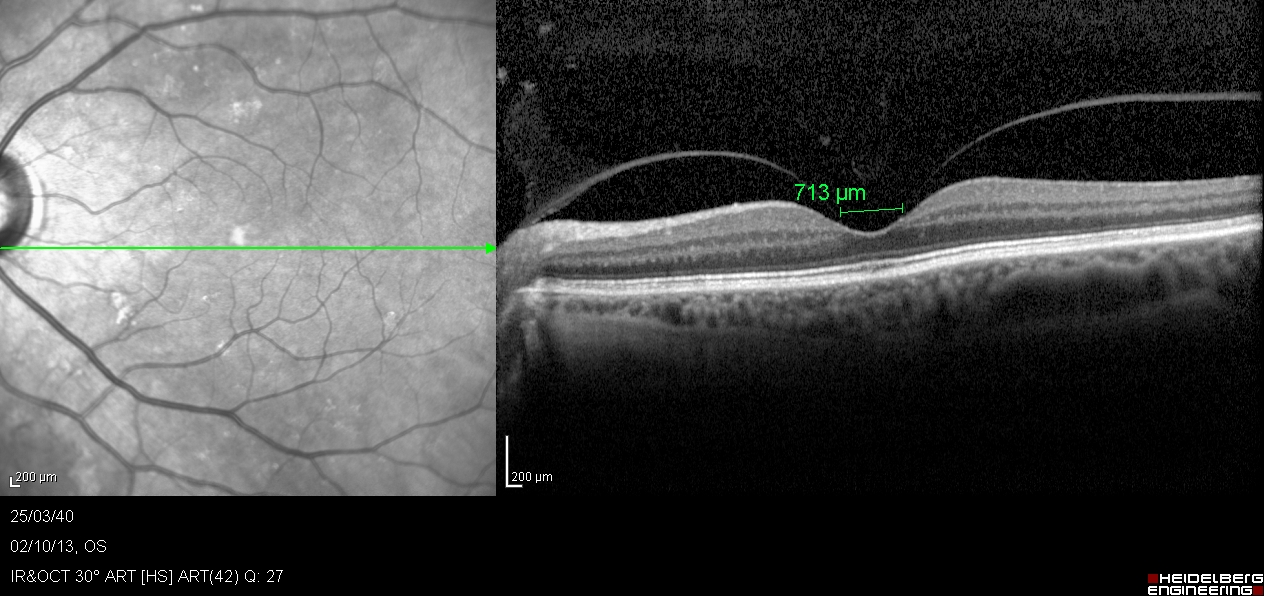 713 µm
200 µm
200 µm
25/03/40
02/10/13, OS
IR&OCT 30° ART [HS] ART(42) Q: 27
HEIDELBERG
ENGINEERING